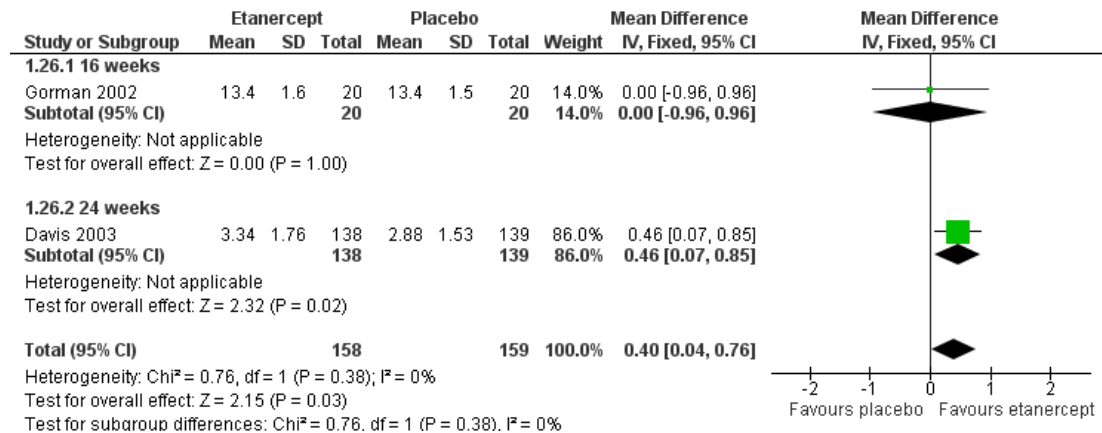 Etanercept Placebo Mean Difference Mean Difference
Study or Subgroup Mean SD Total Mean SD Total Weight IV, Fixed, 95% CI IV, Fixed, 95% CI
1.26.1 16 weeks
Gorman 2002 13.4 1.6 20 13.4 1.5 20 14.0% 0.00 [-0.96, 0.96]
Subtotal (95% CI) 20 20 14.0% 0.00 [-0.96, 0.96]
Heterogeneity: Not applicable
Test for overall effect: Z = 0.00 (P = 1.00)
1.26.2 24 weeks
Davis 2003 3.34 1.76 138 2.88 1.53 139 86.0% 0.46 [0.07, 0.85]
Subtotal (95% CI) 138 139 86.0% 0.46 [0.07, 0.85]
Heterogeneity: Not applicable
Test for overall effect: Z = 2.32 (P = 0.02)
Total (95% CI) 158 159 100.0% 0.40 [0.04, 0.76]
Heterogeneity: Chi² = 0.76, df = 1 (P = 0.38); I² = 0%
Test for overall effect: Z = 2.15 (P = 0.03)
Test for subgroup differences: Chi² = 0.76, df = 1 (P = 0.38), I² = 0%
-2 -1 0 1 2
Favours placebo Favours etanercept